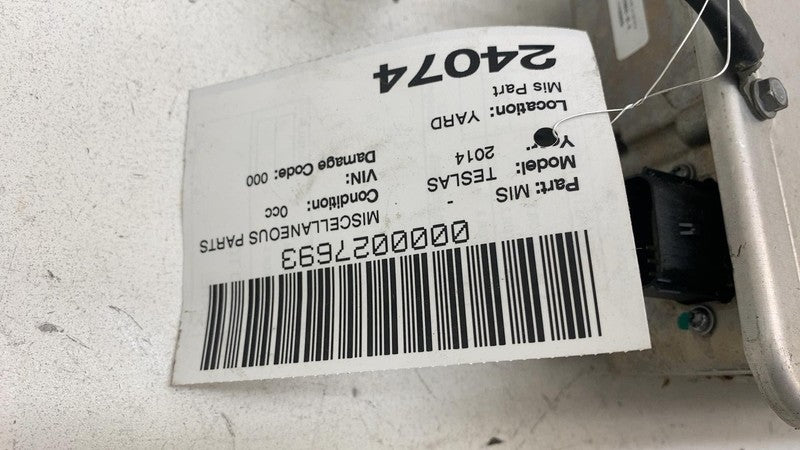 0000027693
Part: MIS - MISCELLANEOUS PARTS
Model: TESLAS Condition: 0cc
Year: 2014 VIN:
Location: YARD Damage Code: 000
Mis Part
24074